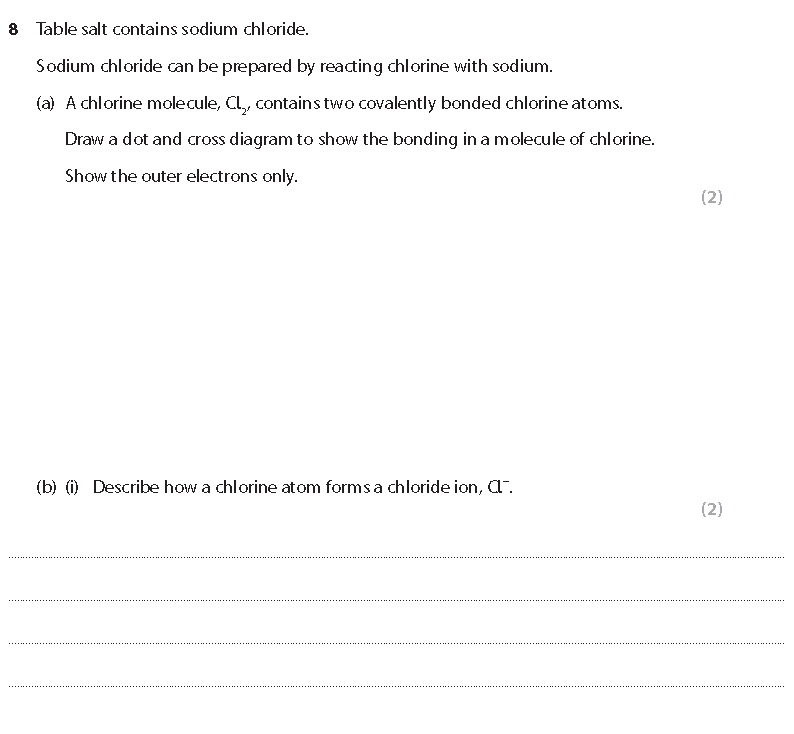 8 Table salt contains sodium chloride.
Sodium chloride can be prepared by reacting chlorine with sodium.
(a) A chlorine molecule, Cl₂, contains two covalently bonded chlorine atoms.
Draw a dot and cross diagram to show the bonding in a molecule of chlorine.
Show the outer electrons only.
(2)
(b) (i) Describe how a chlorine atom forms a chloride ion, Cl⁻.
(2)